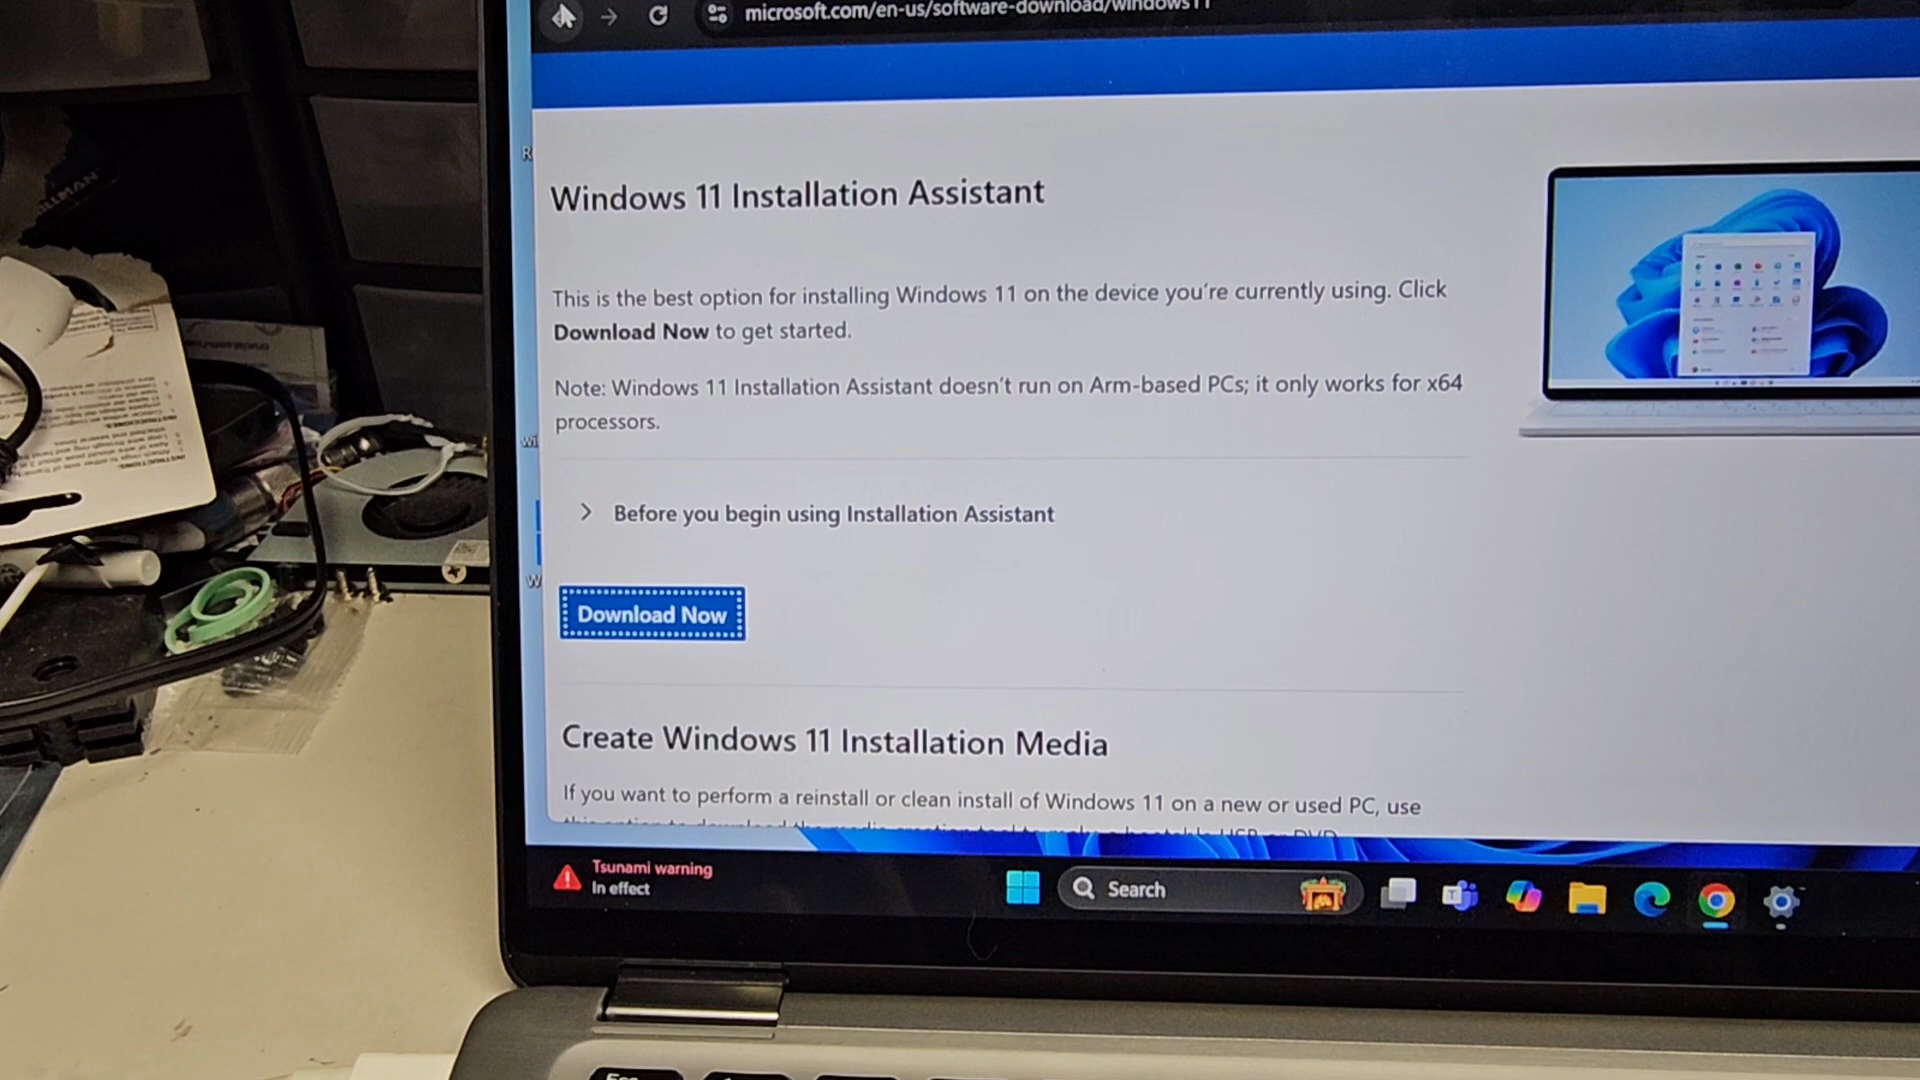 microsoft.com/en-us/software-download/windows11
Windows 11 Installation Assistant
This is the best option for installing Windows 11 on the device you're currently using. Click
Download Now to get started.
Note: Windows 11 Installation Assistant doesn't run on Arm-based PCs; it only works for x64
processors.
Before you begin using Installation Assistant
Download Now
Create Windows 11 Installation Media
If you want to perform a reinstall or clean install of Windows 11 on a new or used PC, use
Tsunami warning
In effect
Search
INSTRUCTIONS: